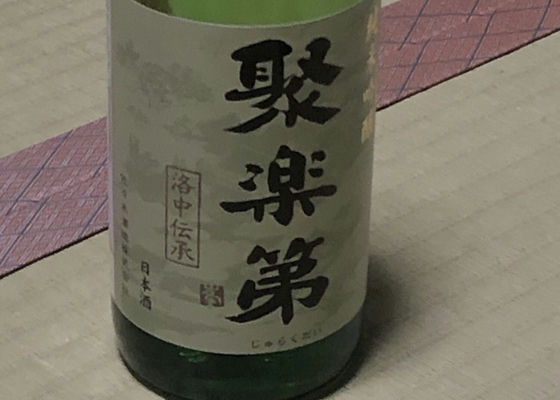 聚楽第
じゅらくだい
洛中伝承
日本酒